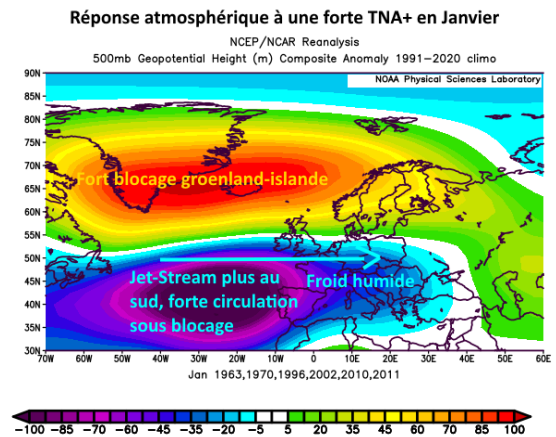 Réponse atmosphérique à une forte TNA+ en Janvier
NCEP/NCAR Reanalysis
500mb Geopotential Height (m) Composite Anomaly 1991-2020 climo
NOAA Physical Sciences Laboratory
90N
85N
80N
75N
70N
65N
60N
55N
50N
45N
40N
35N
30N
Fort blocage groenland-islande
Jet-Stream plus au
sud, forte circulation
sous blocage
Froid humide
70W 60W 50W 40W 30W 20W 10W 0 10E 20E 30E 40E 50E 60E
Jan 1963,1970,1996,2002,2010,2011
-100 -85 -70 -55 -35 -20 -5 5 20 35 55 70 85 100